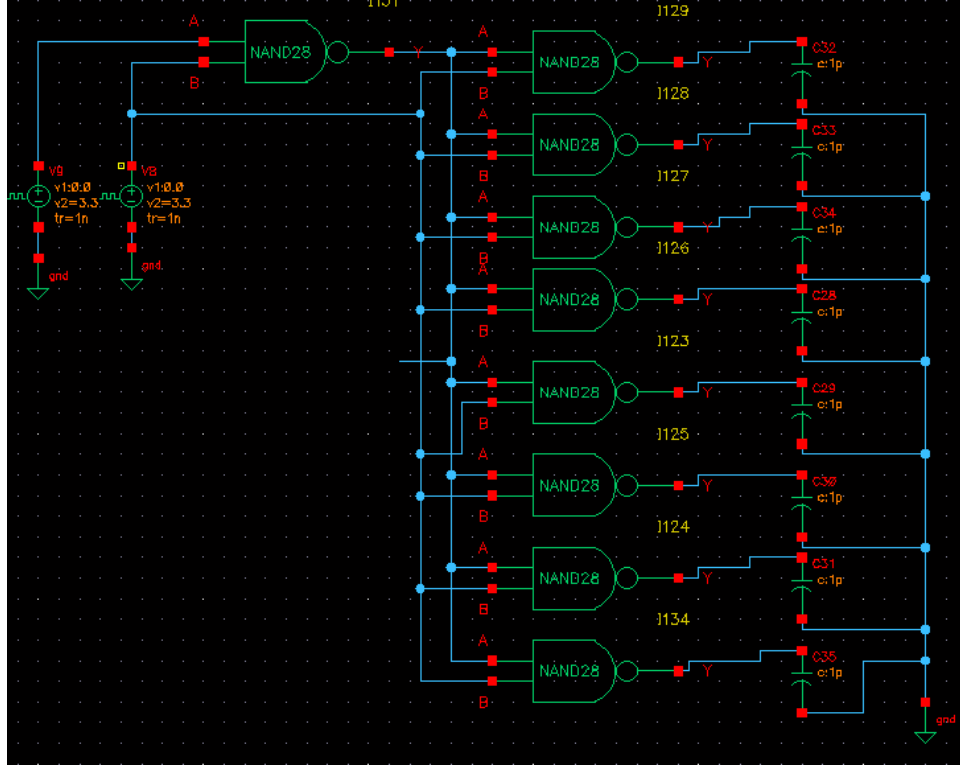 I131
I129
A
NAND28
Y
B
A
NAND28
Y
B
C32
c:1p
I128
A
NAND28
Y
B
C33
c:1p
I127
V9
v1:0.0
v2=3.3
tr=1n
gnd
V8
v1:0.0
v2=3.3
tr=1n
gnd
A
NAND28
Y
B
C34
c:1p
I126
A
NAND28
Y
B
C28
c:1p
I123
A
NAND28
Y
B
C29
c:1p
I125
A
NAND28
Y
B
C30
c:1p
I124
A
NAND28
Y
B
C31
c:1p
I134
A
NAND28
Y
B
C35
c:1p
gnd